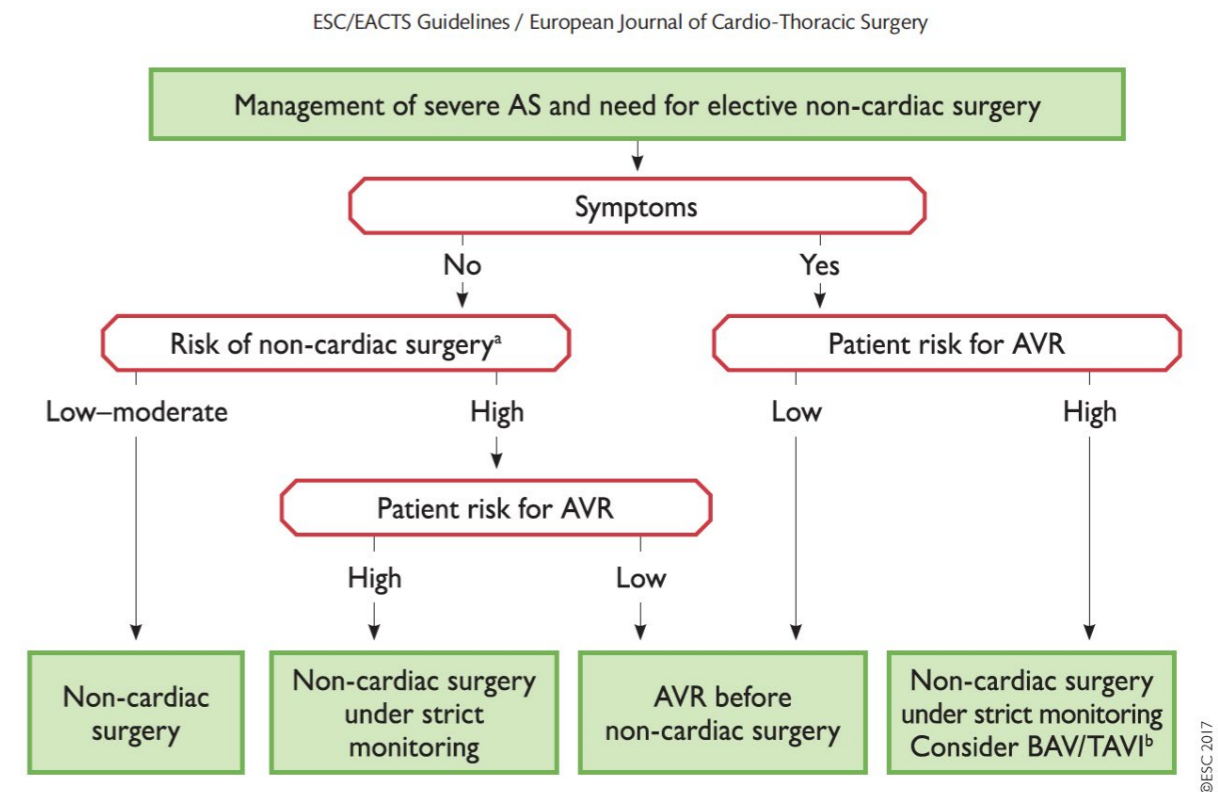 ESC/EACTS Guidelines / European Journal of Cardio-Thoracic Surgery
Management of severe AS and need for elective non-cardiac surgery
Symptoms
No
Yes
Risk of non-cardiac surgeryᵃ
Patient risk for AVR
Low–moderate
High
Low
High
Patient risk for AVR
High
Low
Non-cardiac
surgery
Non-cardiac surgery
under strict
monitoring
AVR before
non-cardiac surgery
Non-cardiac surgery
under strict monitoring
Consider BAV/TAVIᵇ
©ESC 2017